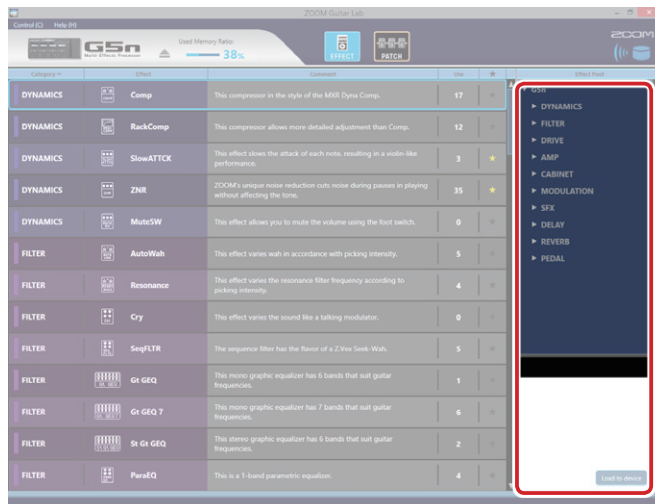 ZOOM Guitar Lab
Control (C) Help (H)
G5n
Multi-Effects Processor
Used Memory Ratio:
38%
EFFECT
PATCH
ZOOM
Category Effect Comment Use ★ Effect Pool
DYNAMICS Comp This compressor in the style of the MXR Dyna Comp. 17
DYNAMICS RackComp This compressor allows more detailed adjustment than Comp. 12
DYNAMICS SlowATTCK This effect slows the attack of each note, resulting in a violin-like
performance. 3
DYNAMICS ZNR ZOOM's unique noise reduction cuts noise during pauses in playing
without affecting the tone. 35
DYNAMICS MuteSW This effect allows you to mute the volume using the foot switch. 0
FILTER AutoWah This effect varies wah in accordance with picking intensity. 5
FILTER Resonance This effect varies the resonance filter frequency according to
picking intensity. 4
FILTER Cry This effect varies the sound like a talking modulator. 0
FILTER SeqFLTR The sequence filter has the flavor of a Z.Vex Seek-Wah. 5
FILTER Gt GEQ This mono graphic equalizer has 6 bands that suit guitar
frequencies. 1
FILTER Gt GEQ 7 This mono graphic equalizer has 7 bands that suit guitar
frequencies. 6
FILTER St Gt GEQ This stereo graphic equalizer has 6 bands that suit guitar
frequencies. 2
FILTER ParaEQ This is a 1-band parametric equalizer. 4
G5n
DYNAMICS
FILTER
DRIVE
AMP
CABINET
MODULATION
SFX
DELAY
REVERB
PEDAL
Load to device